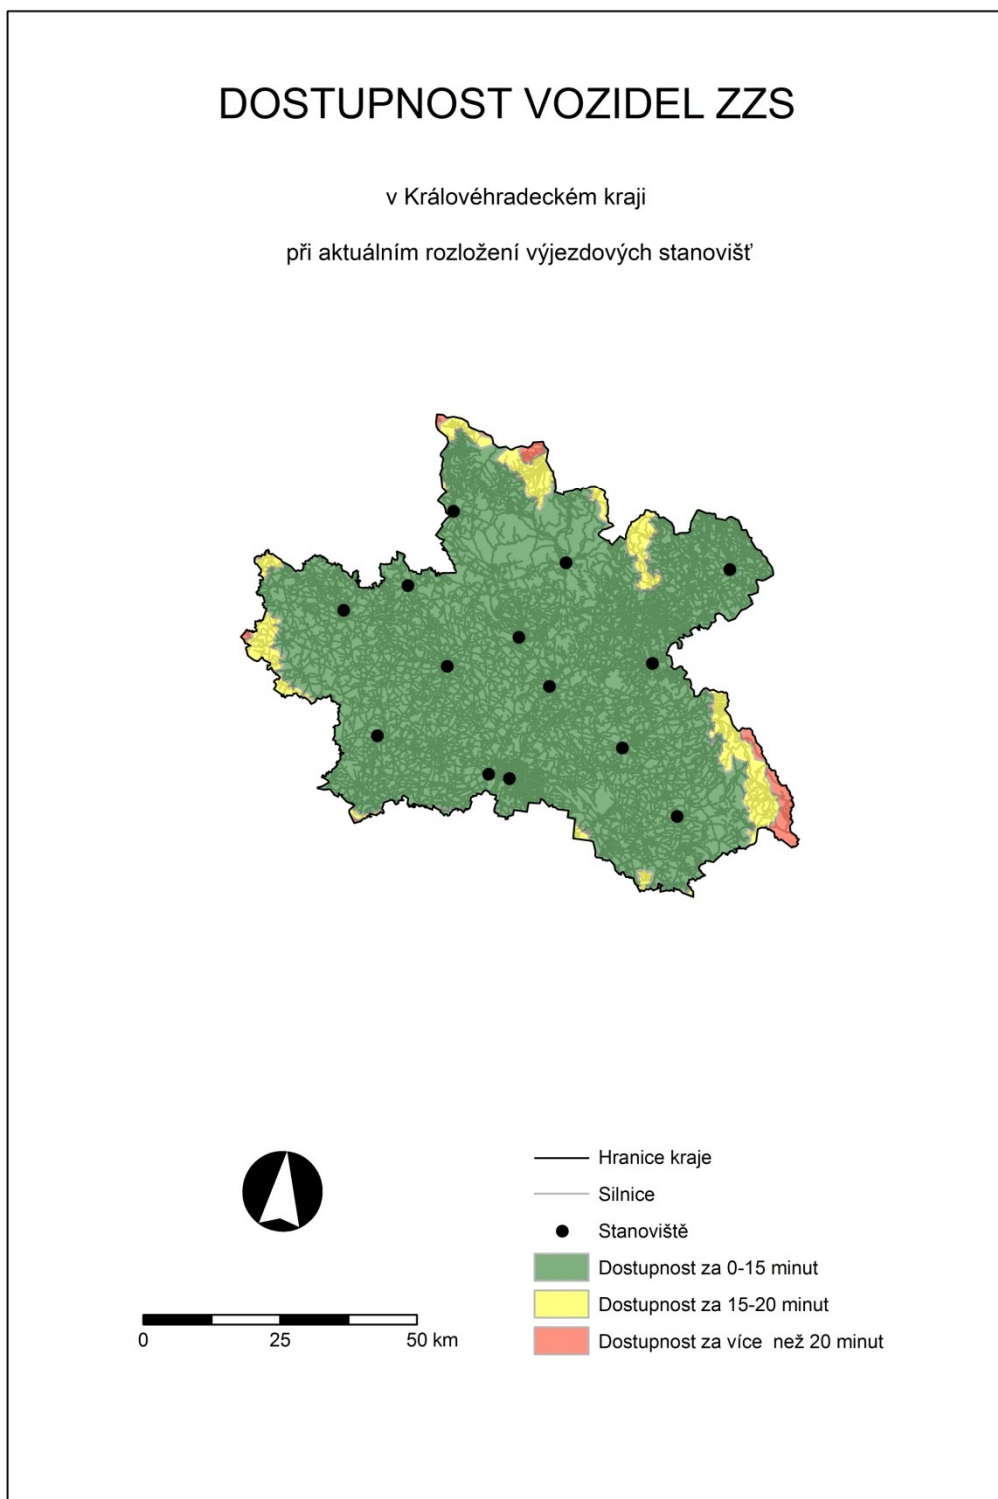 DOSTUPNOST VOZIDEL ZZS
v Královéhradeckém kraji
při aktuálním rozložení výjezdových stanovišť
Hranice kraje
Silnice
Stanoviště
Dostupnost za 0-15 minut
Dostupnost za 15-20 minut
Dostupnost za více než 20 minut
0 25 50 km